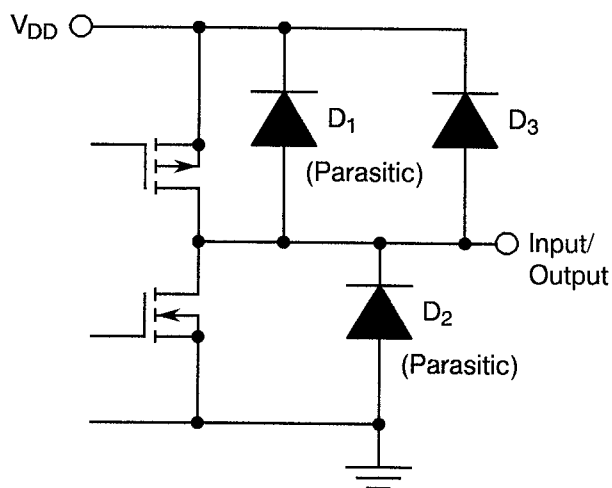 VDD
D1
(Parasitic)
D3
Input/
Output
D2
(Parasitic)